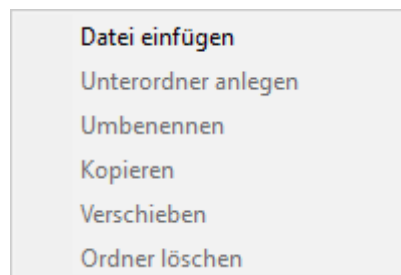 Datei einfügen
Unterordner anlegen
Umbenennen
Kopieren
Verschieben
Ordner löschen